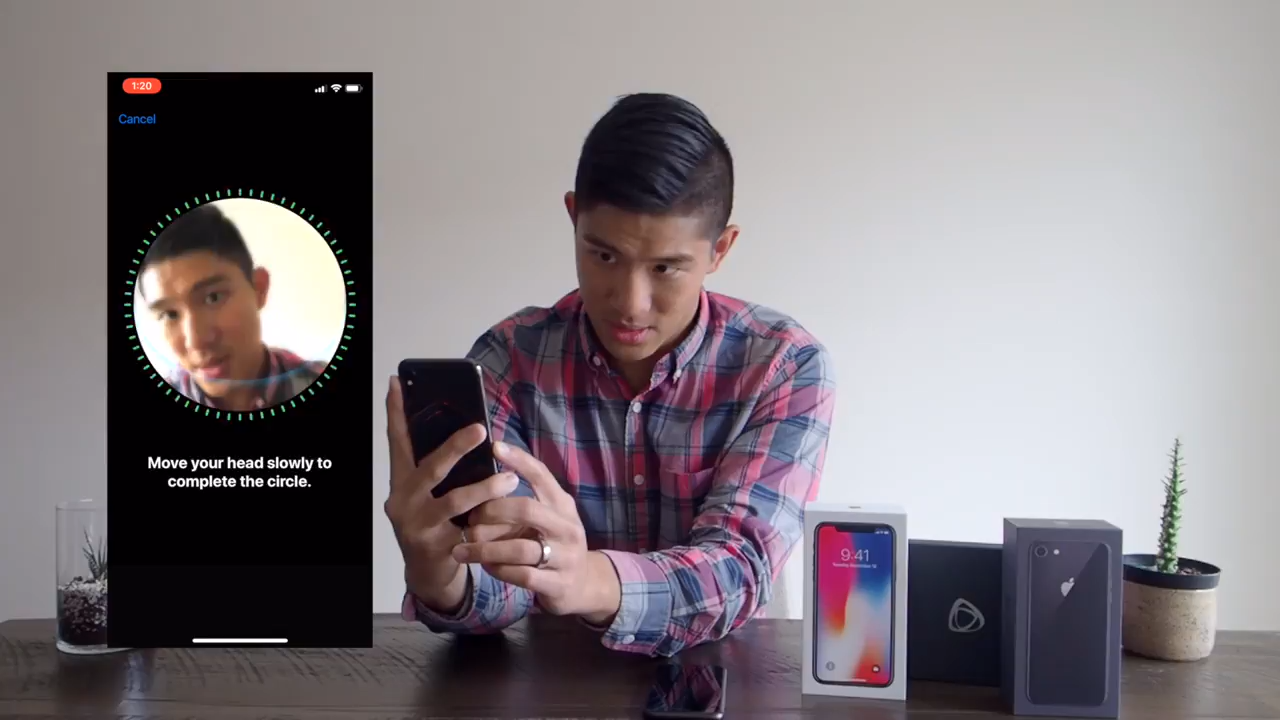 1:20
Cancel
Move your head slowly to
complete the circle.
9:41